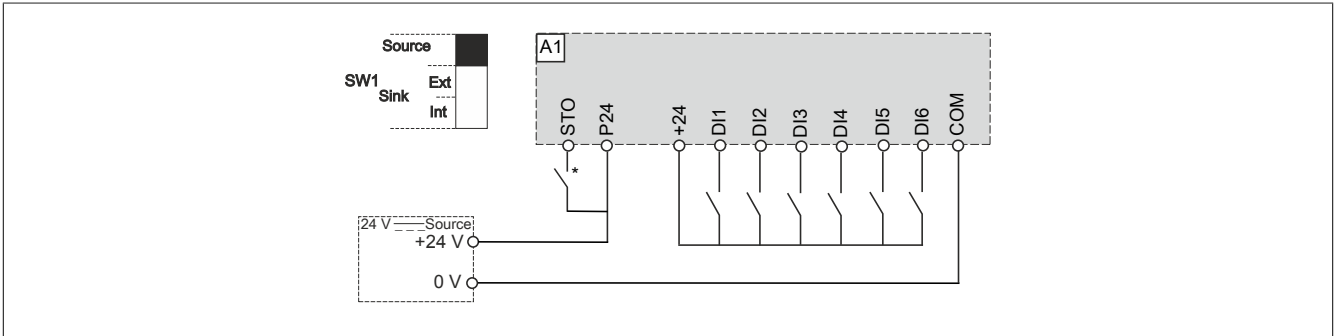 Source
SW1
Sink
Ext
Int
A1
STO
P24
+24
DI1
DI2
DI3
DI4
DI5
DI6
COM
*
24 V Source
+24 V
0 V